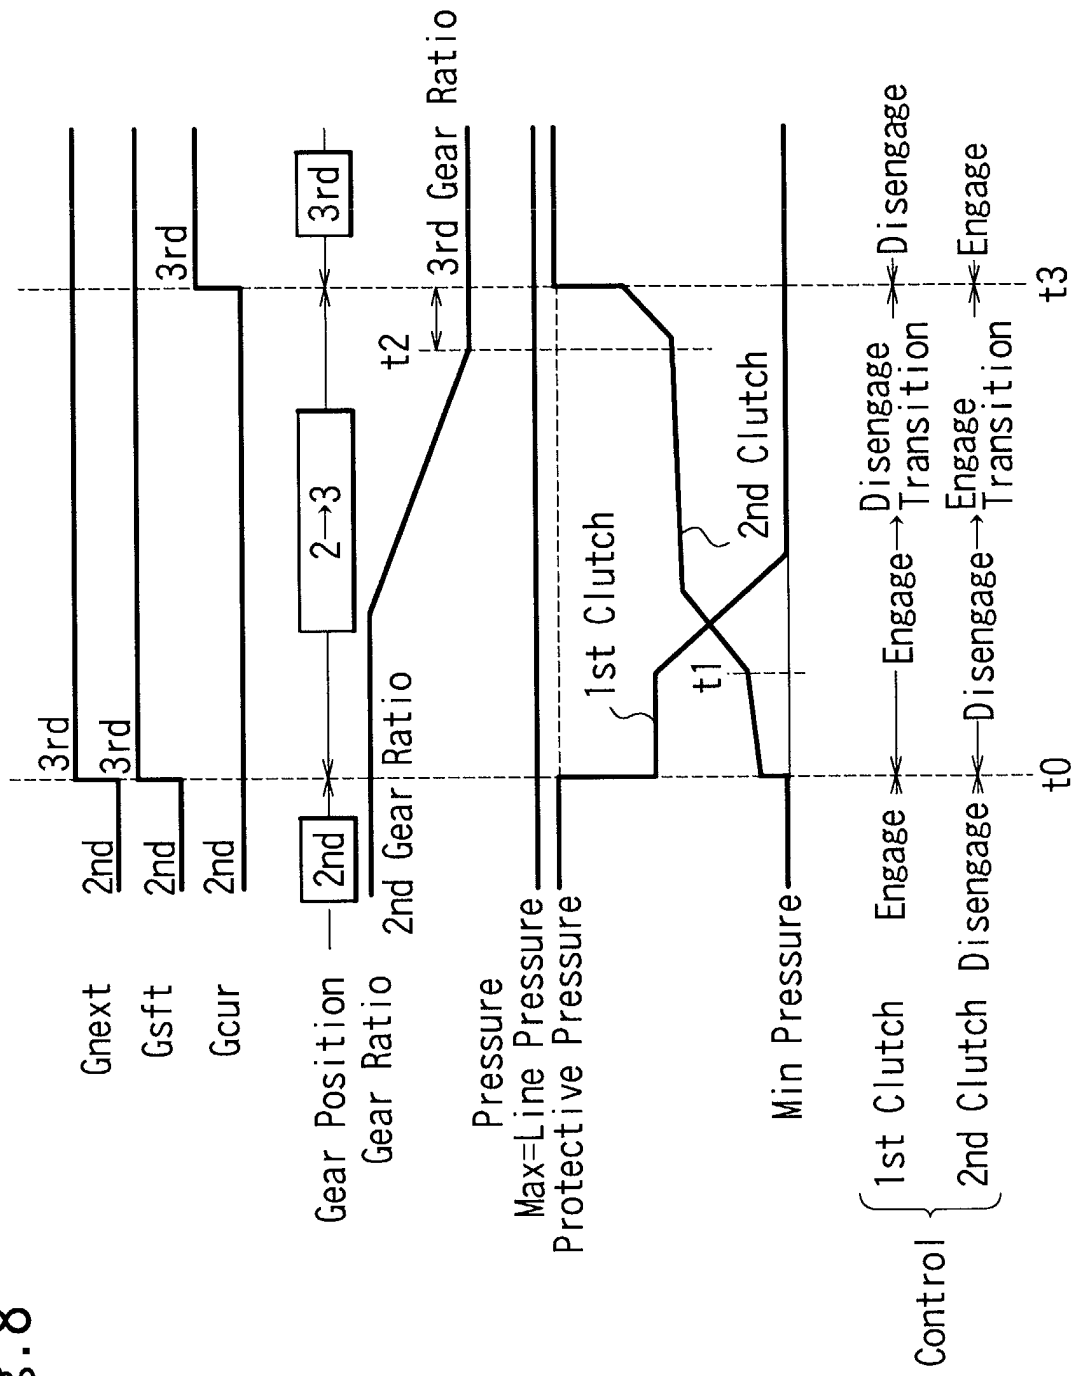 .8
3rd
Gnext 2nd
3rd
Gsft 2nd
3rd
Gcur 2nd
Gear Position 2nd 2→3 3rd
Gear Ratio
2nd Gear Ratio
t2
3rd Gear Ratio
Pressure
Max=Line Pressure
Protective Pressure
1st Clutch
t1
2nd Clutch
Min Pressure
Control
1st Clutch Engage Engage Disengage Transition Disengage
2nd Clutch Disengage Disengage Engage Transition Engage
t0 t3